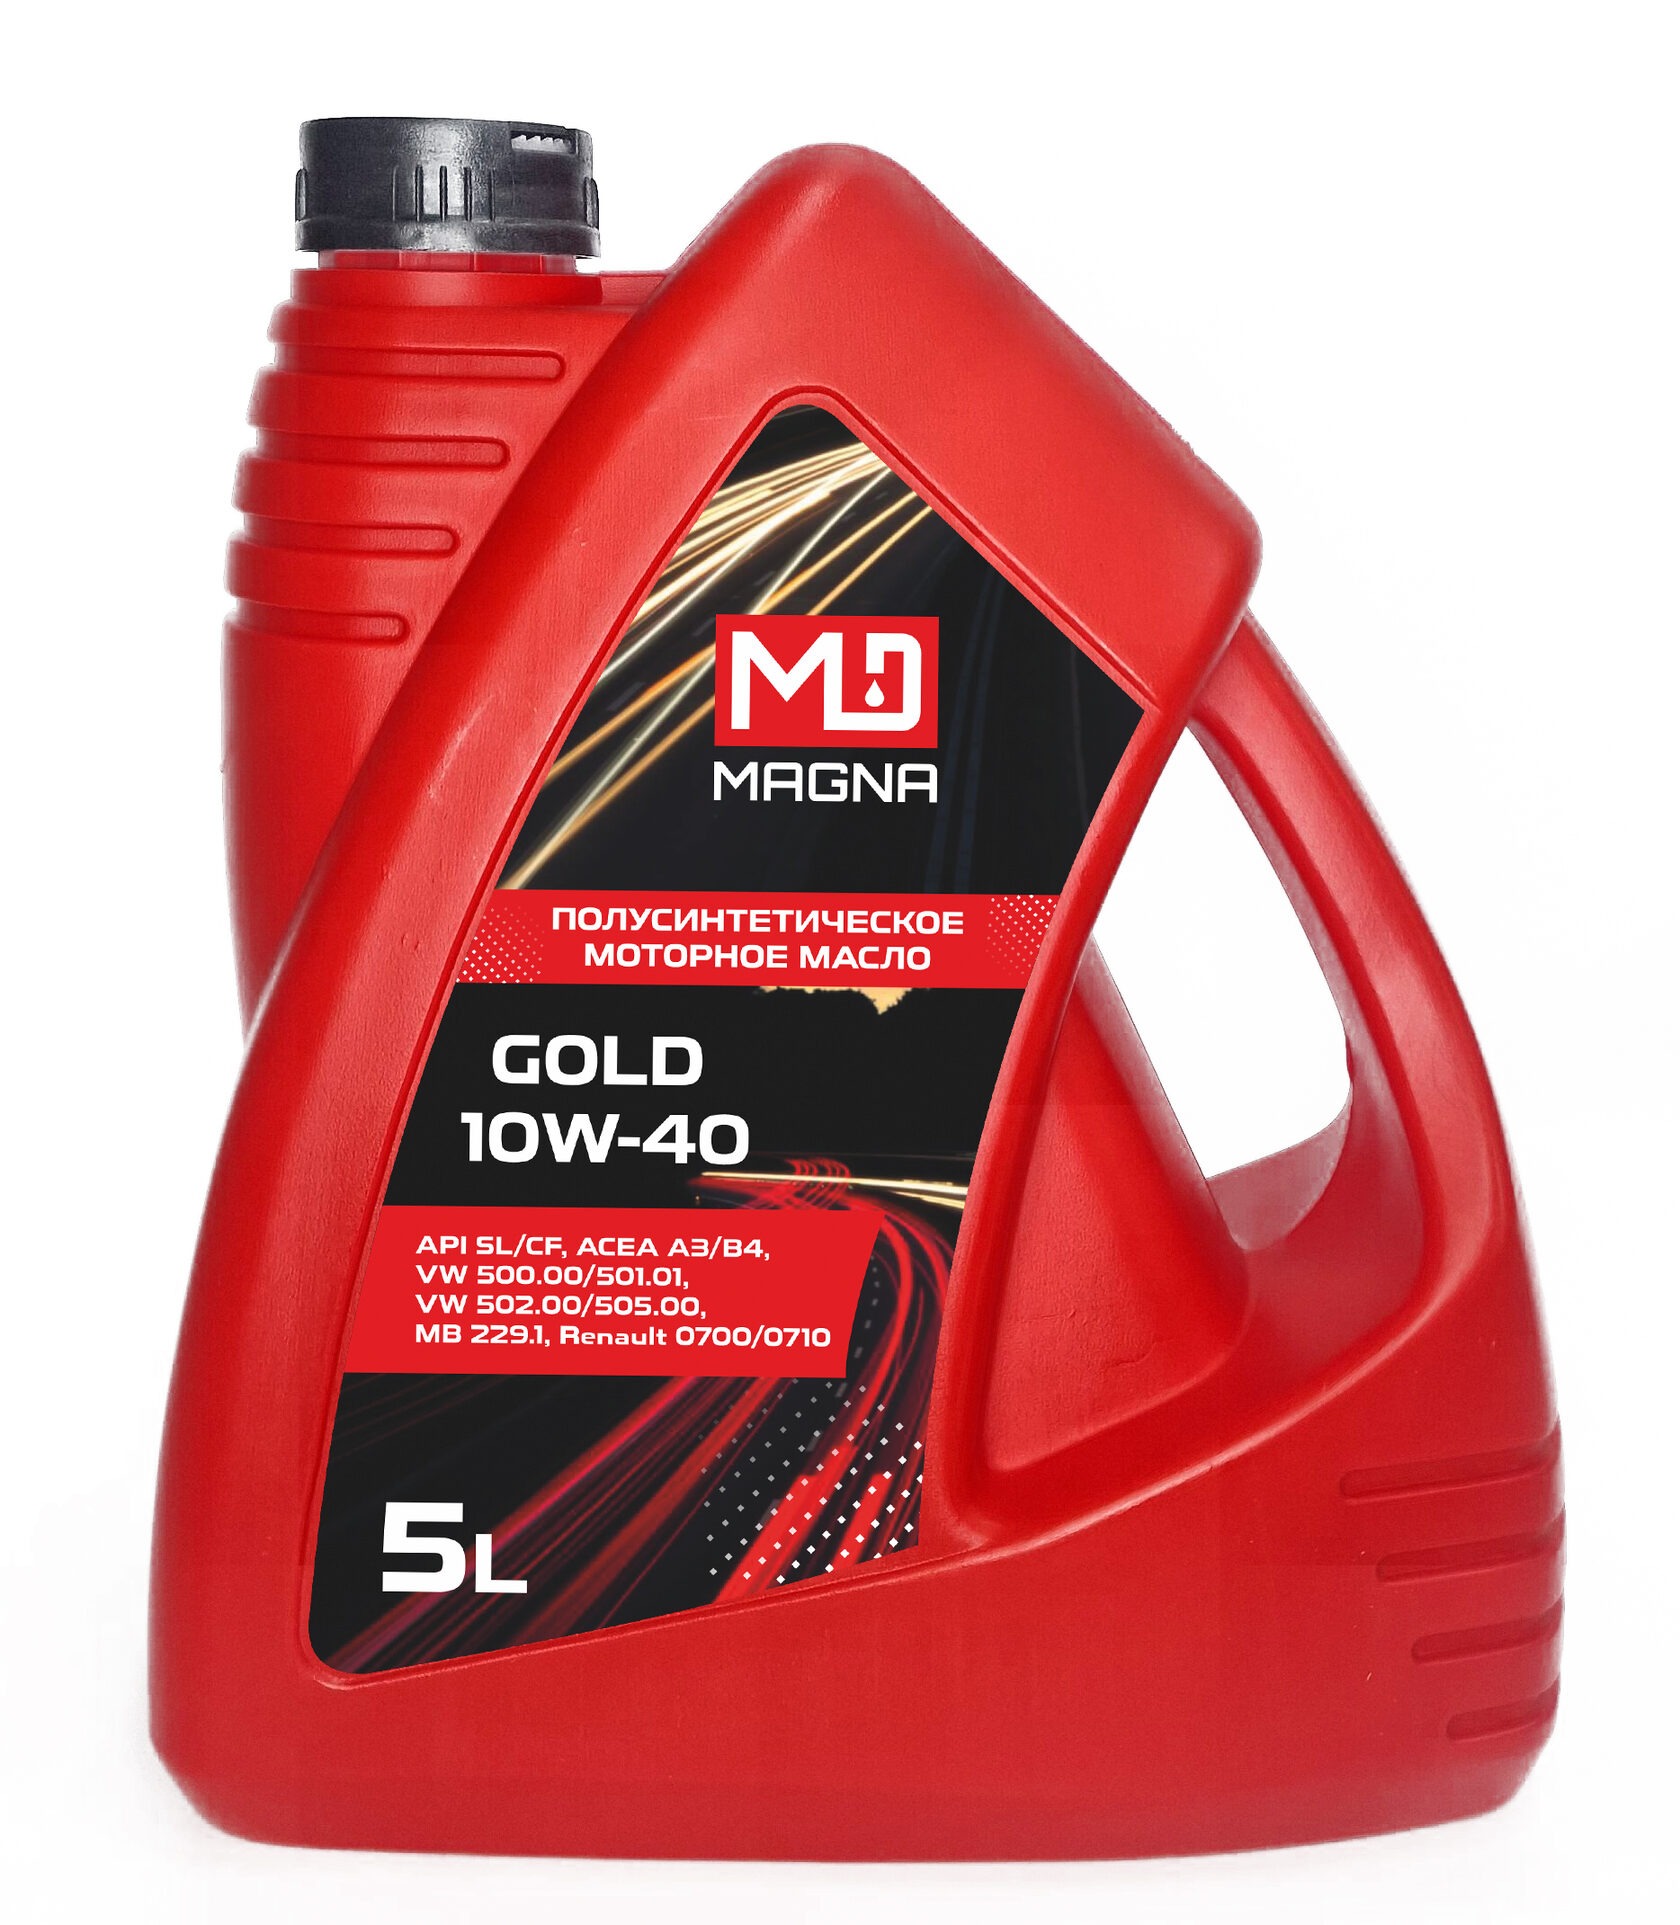 MD
MAGNA
ПОЛУСИНТЕТИЧЕСКОЕ
МОТОРНОЕ МАСЛО
GOLD
10W-40
API SL/CF, ACEA A3/B4,
VW 500.00/501.01,
VW 502.00/505.00,
MB 229.1, Renault 0700/0710
5L